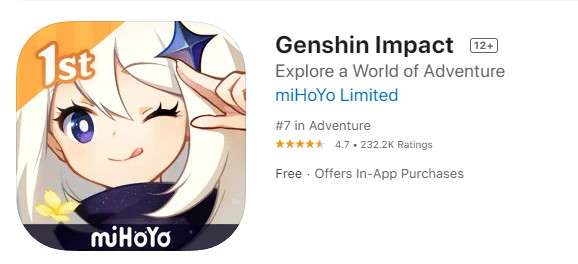 1st
miHoYo
Genshin Impact 12+
Explore a World of Adventure
miHoYo Limited
#7 in Adventure
4.7 • 232.2K Ratings
Free · Offers In-App Purchases